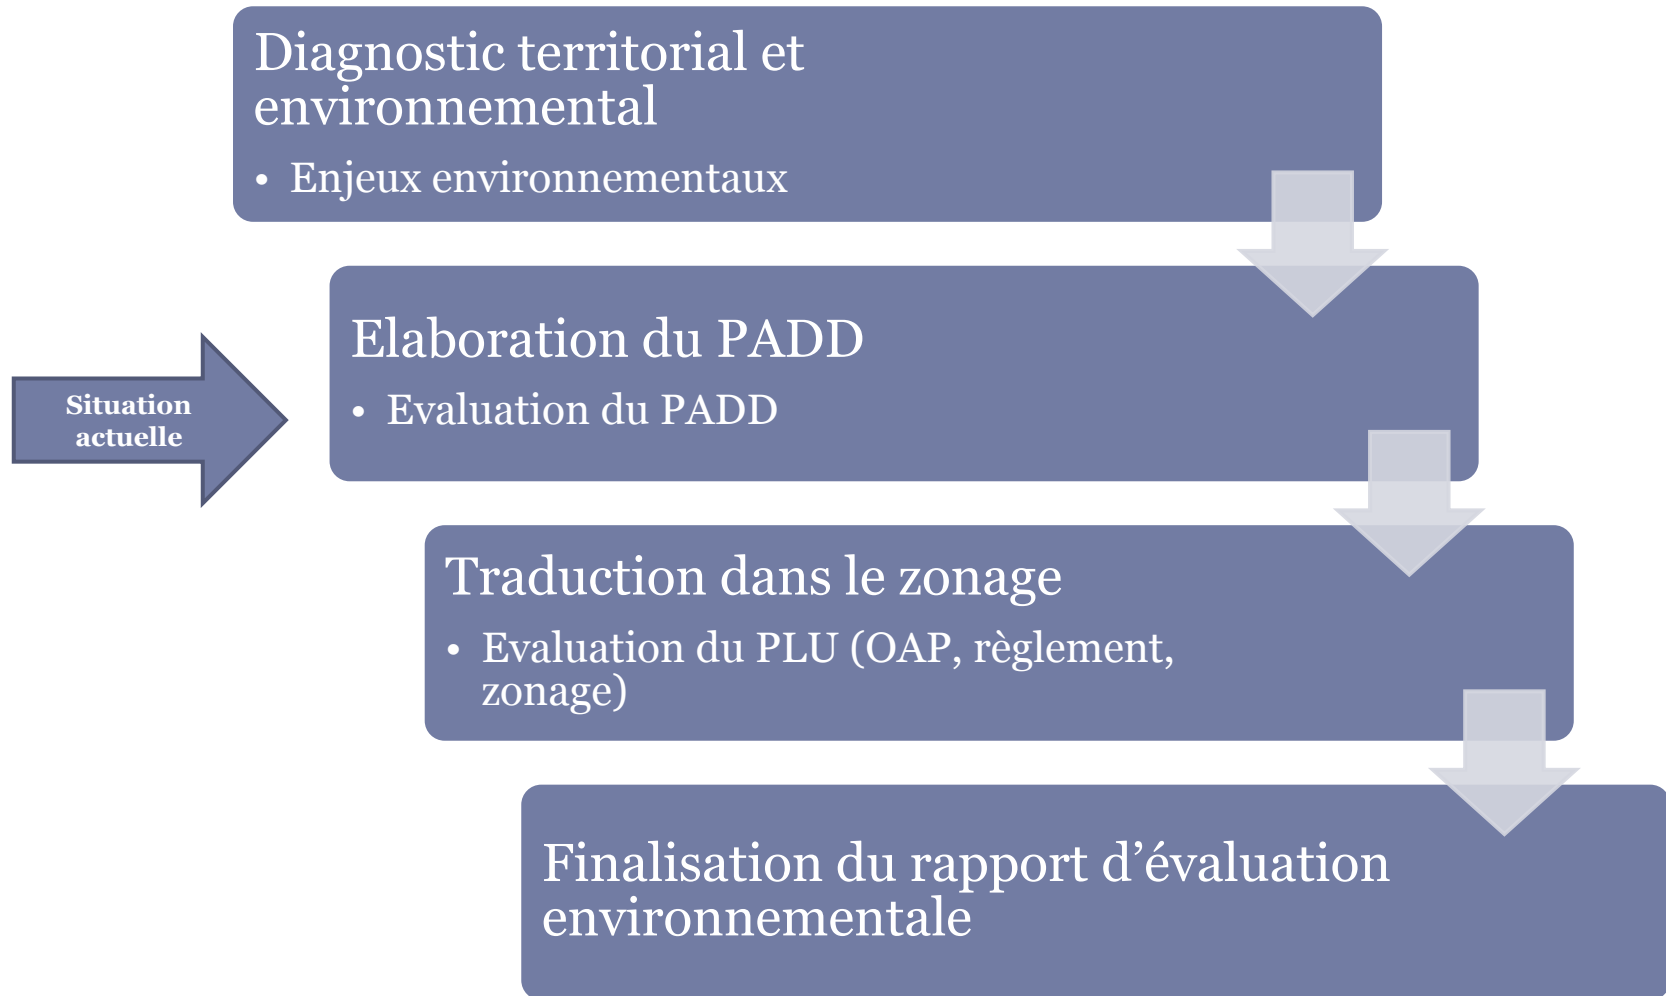 Diagnostic territorial et
environnemental
• Enjeux environnementaux
Elaboration du PADD
• Evaluation du PADD
Situation
actuelle
Traduction dans le zonage
• Evaluation du PLU (OAP, règlement,
zonage)
Finalisation du rapport d’évaluation
environnementale